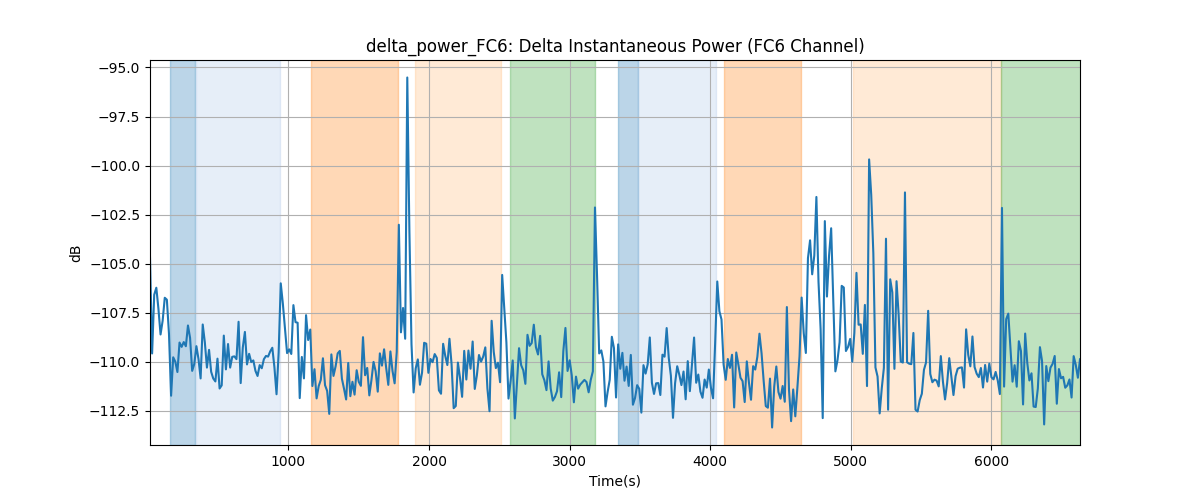 delta_power_FC6: Delta Instantaneous Power (FC6 Channel)
−95.0
−97.5
−100.0
−102.5
−105.0
−107.5
−110.0
−112.5
dB
1000 2000 3000 4000 5000 6000
Time(s)